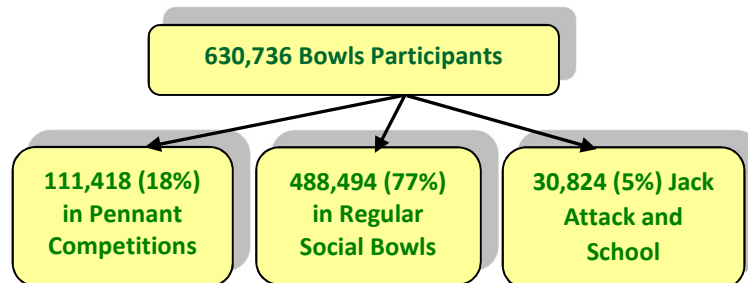 630,736 Bowls Participants
111,418 (18%)
in Pennant
Competitions
488,494 (77%)
in Regular
Social Bowls
30,824 (5%) Jack
Attack and
School